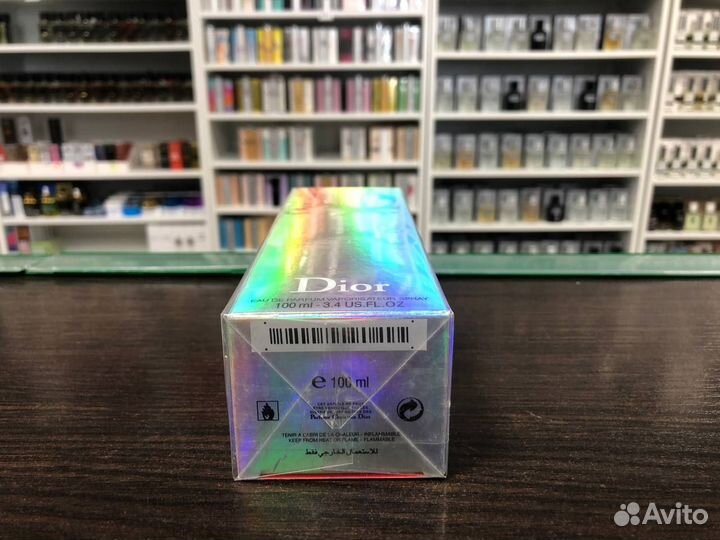 Dior
EAU DE PARFUM VAPORISATEUR SPRAY
100 ml - 3.4 US.FL.OZ
e 100 ml
Parfums Christian Dior
TENIR A L'ABRI DE LA CHALEUR - INFLAMMABLE
KEEP FROM HEAT OR FLAME - FLAMMABLE
للاستعمال الخارجي فقط
Avito